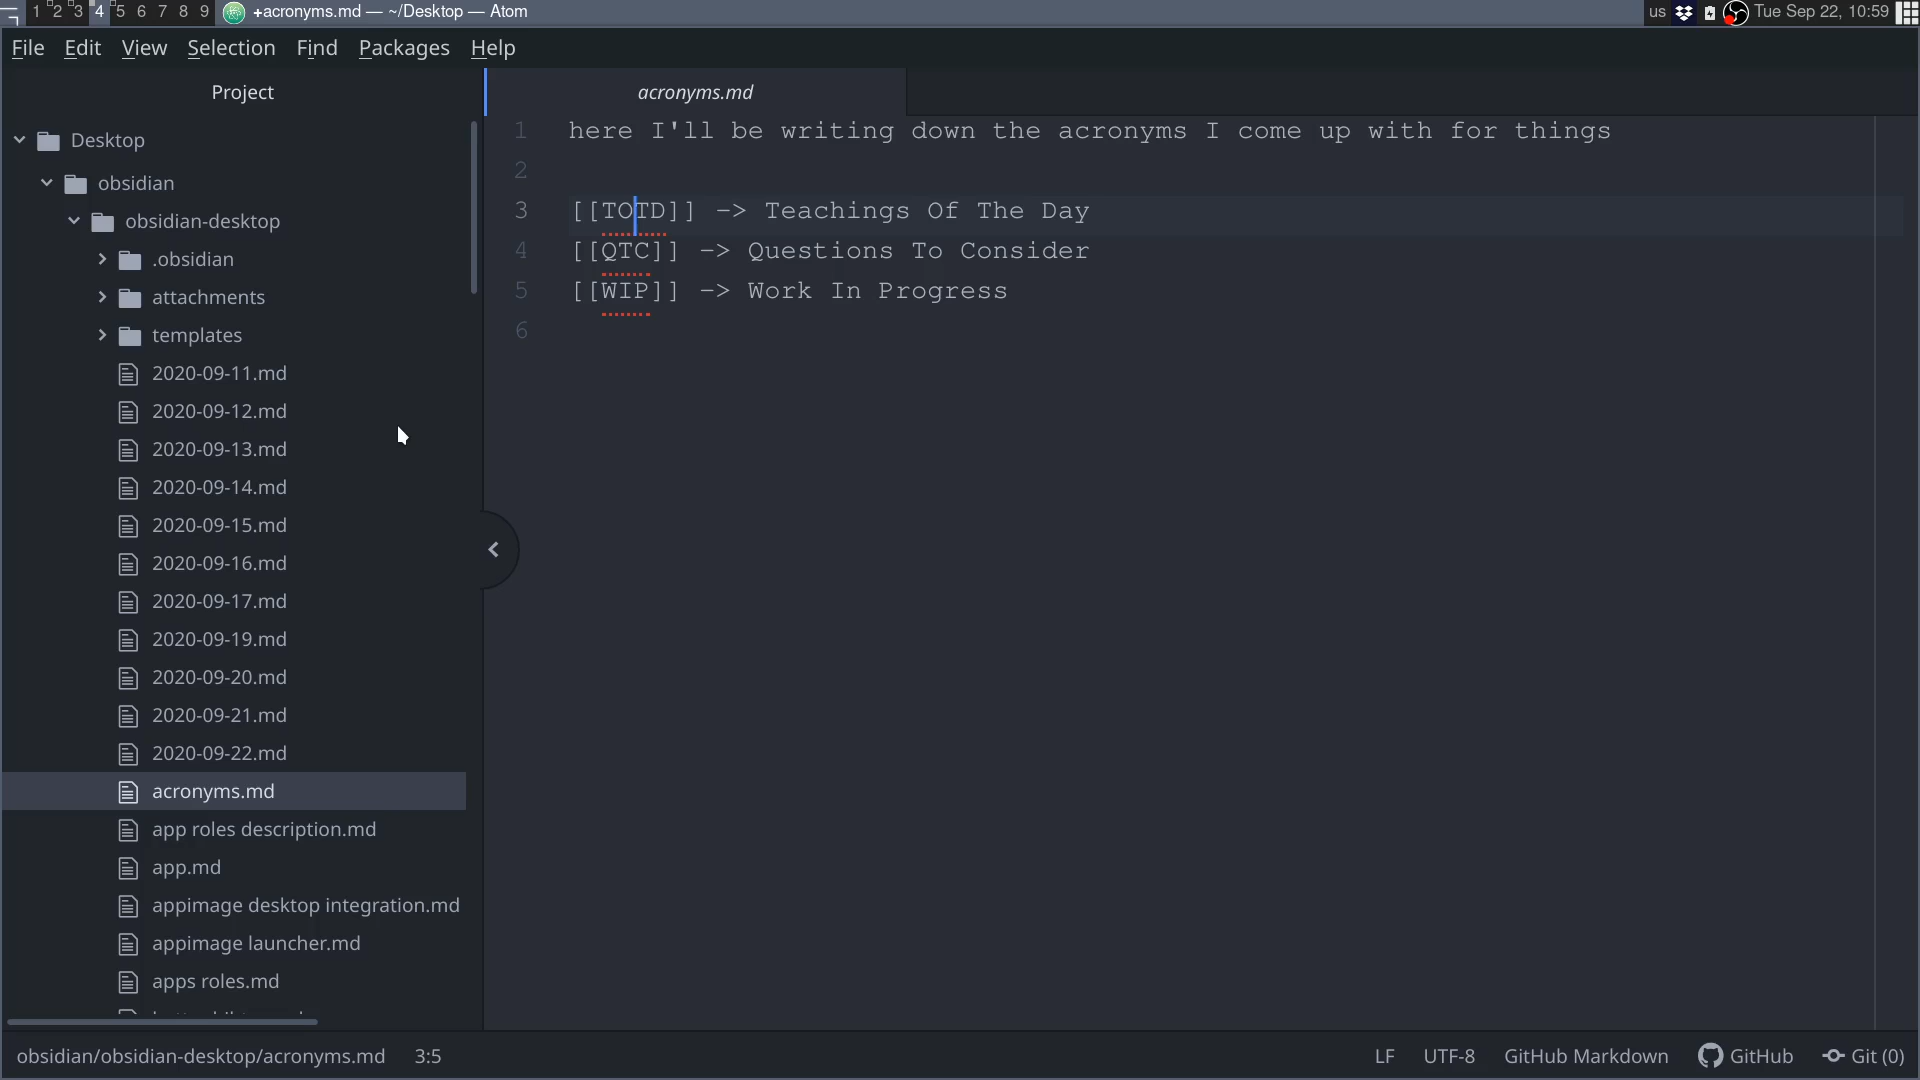 1 2 3 4 5 6 7 8 9 +acronyms.md — ~/Desktop — Atom us Tue Sep 22, 10:59
File Edit View Selection Find Packages Help
Project
Desktop
obsidian
obsidian-desktop
.obsidian
attachments
templates
2020-09-11.md
2020-09-12.md
2020-09-13.md
2020-09-14.md
2020-09-15.md
2020-09-16.md
2020-09-17.md
2020-09-19.md
2020-09-20.md
2020-09-21.md
2020-09-22.md
acronyms.md
app roles description.md
app.md
appimage desktop integration.md
appimage launcher.md
apps roles.md
acronyms.md
1 here I'll be writing down the acronyms I come up with for things
2
3 [[TOTD]] -> Teachings Of The Day
4 [[QTC]] -> Questions To Consider
5 [[WIP]] -> Work In Progress
6
obsidian/obsidian-desktop/acronyms.md 3:5 LF UTF-8 GitHub Markdown GitHub Git (0)